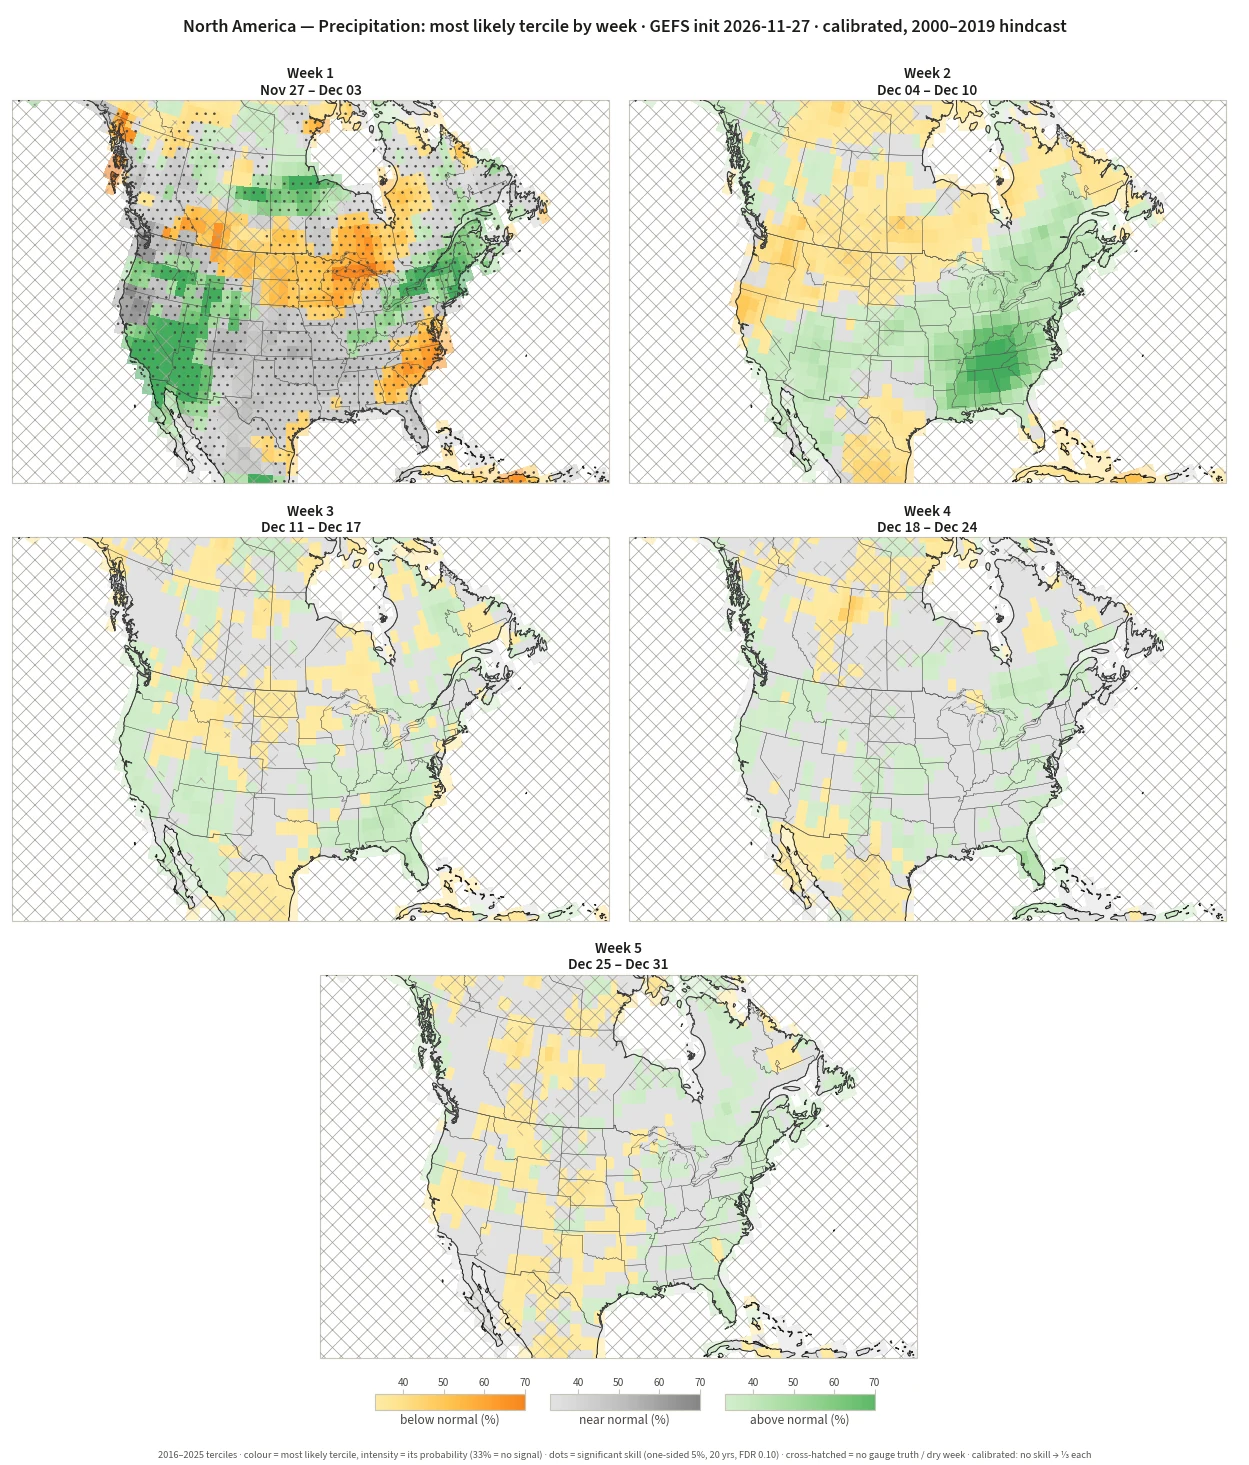 North America — Precipitation: most likely tercile by week · GEFS init 2026-11-27 · calibrated, 2000–2019 hindcast
Week 1
Nov 27 – Dec 03
Week 2
Dec 04 – Dec 10
Week 3
Dec 11 – Dec 17
Week 4
Dec 18 – Dec 24
Week 5
Dec 25 – Dec 31
40 50 60 70
below normal (%)
40 50 60 70
near normal (%)
40 50 60 70
above normal (%)
2016–2025 terciles · colour = most likely tercile, intensity = its probability (33% = no signal) · dots = significant skill (one-sided 5%, 20 yrs, FDR 0.10) · cross-hatched = no gauge truth / dry week · calibrated: no skill → ⅓ each